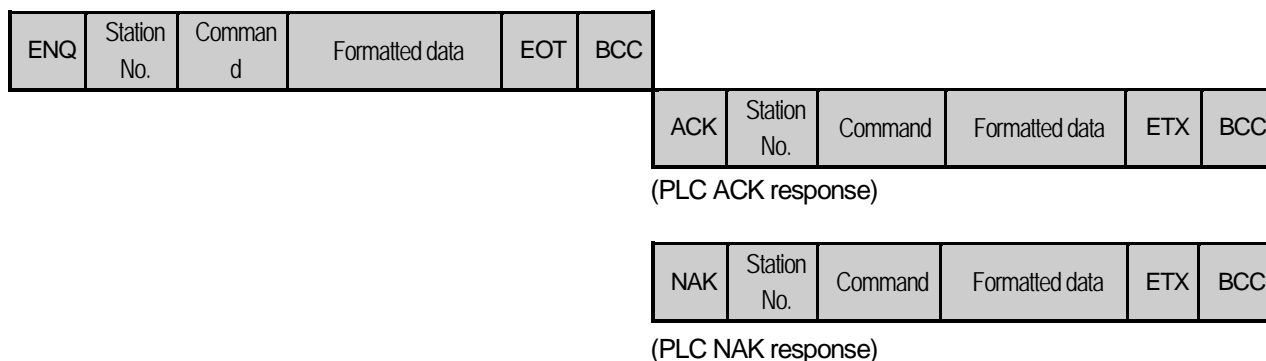 ENQ Station No. Comman d Formatted data EOT BCC
ACK Station No. Command Formatted data ETX BCC
(PLC ACK response)
NAK Station No. Command Formatted data ETX BCC
(PLC NAK response)